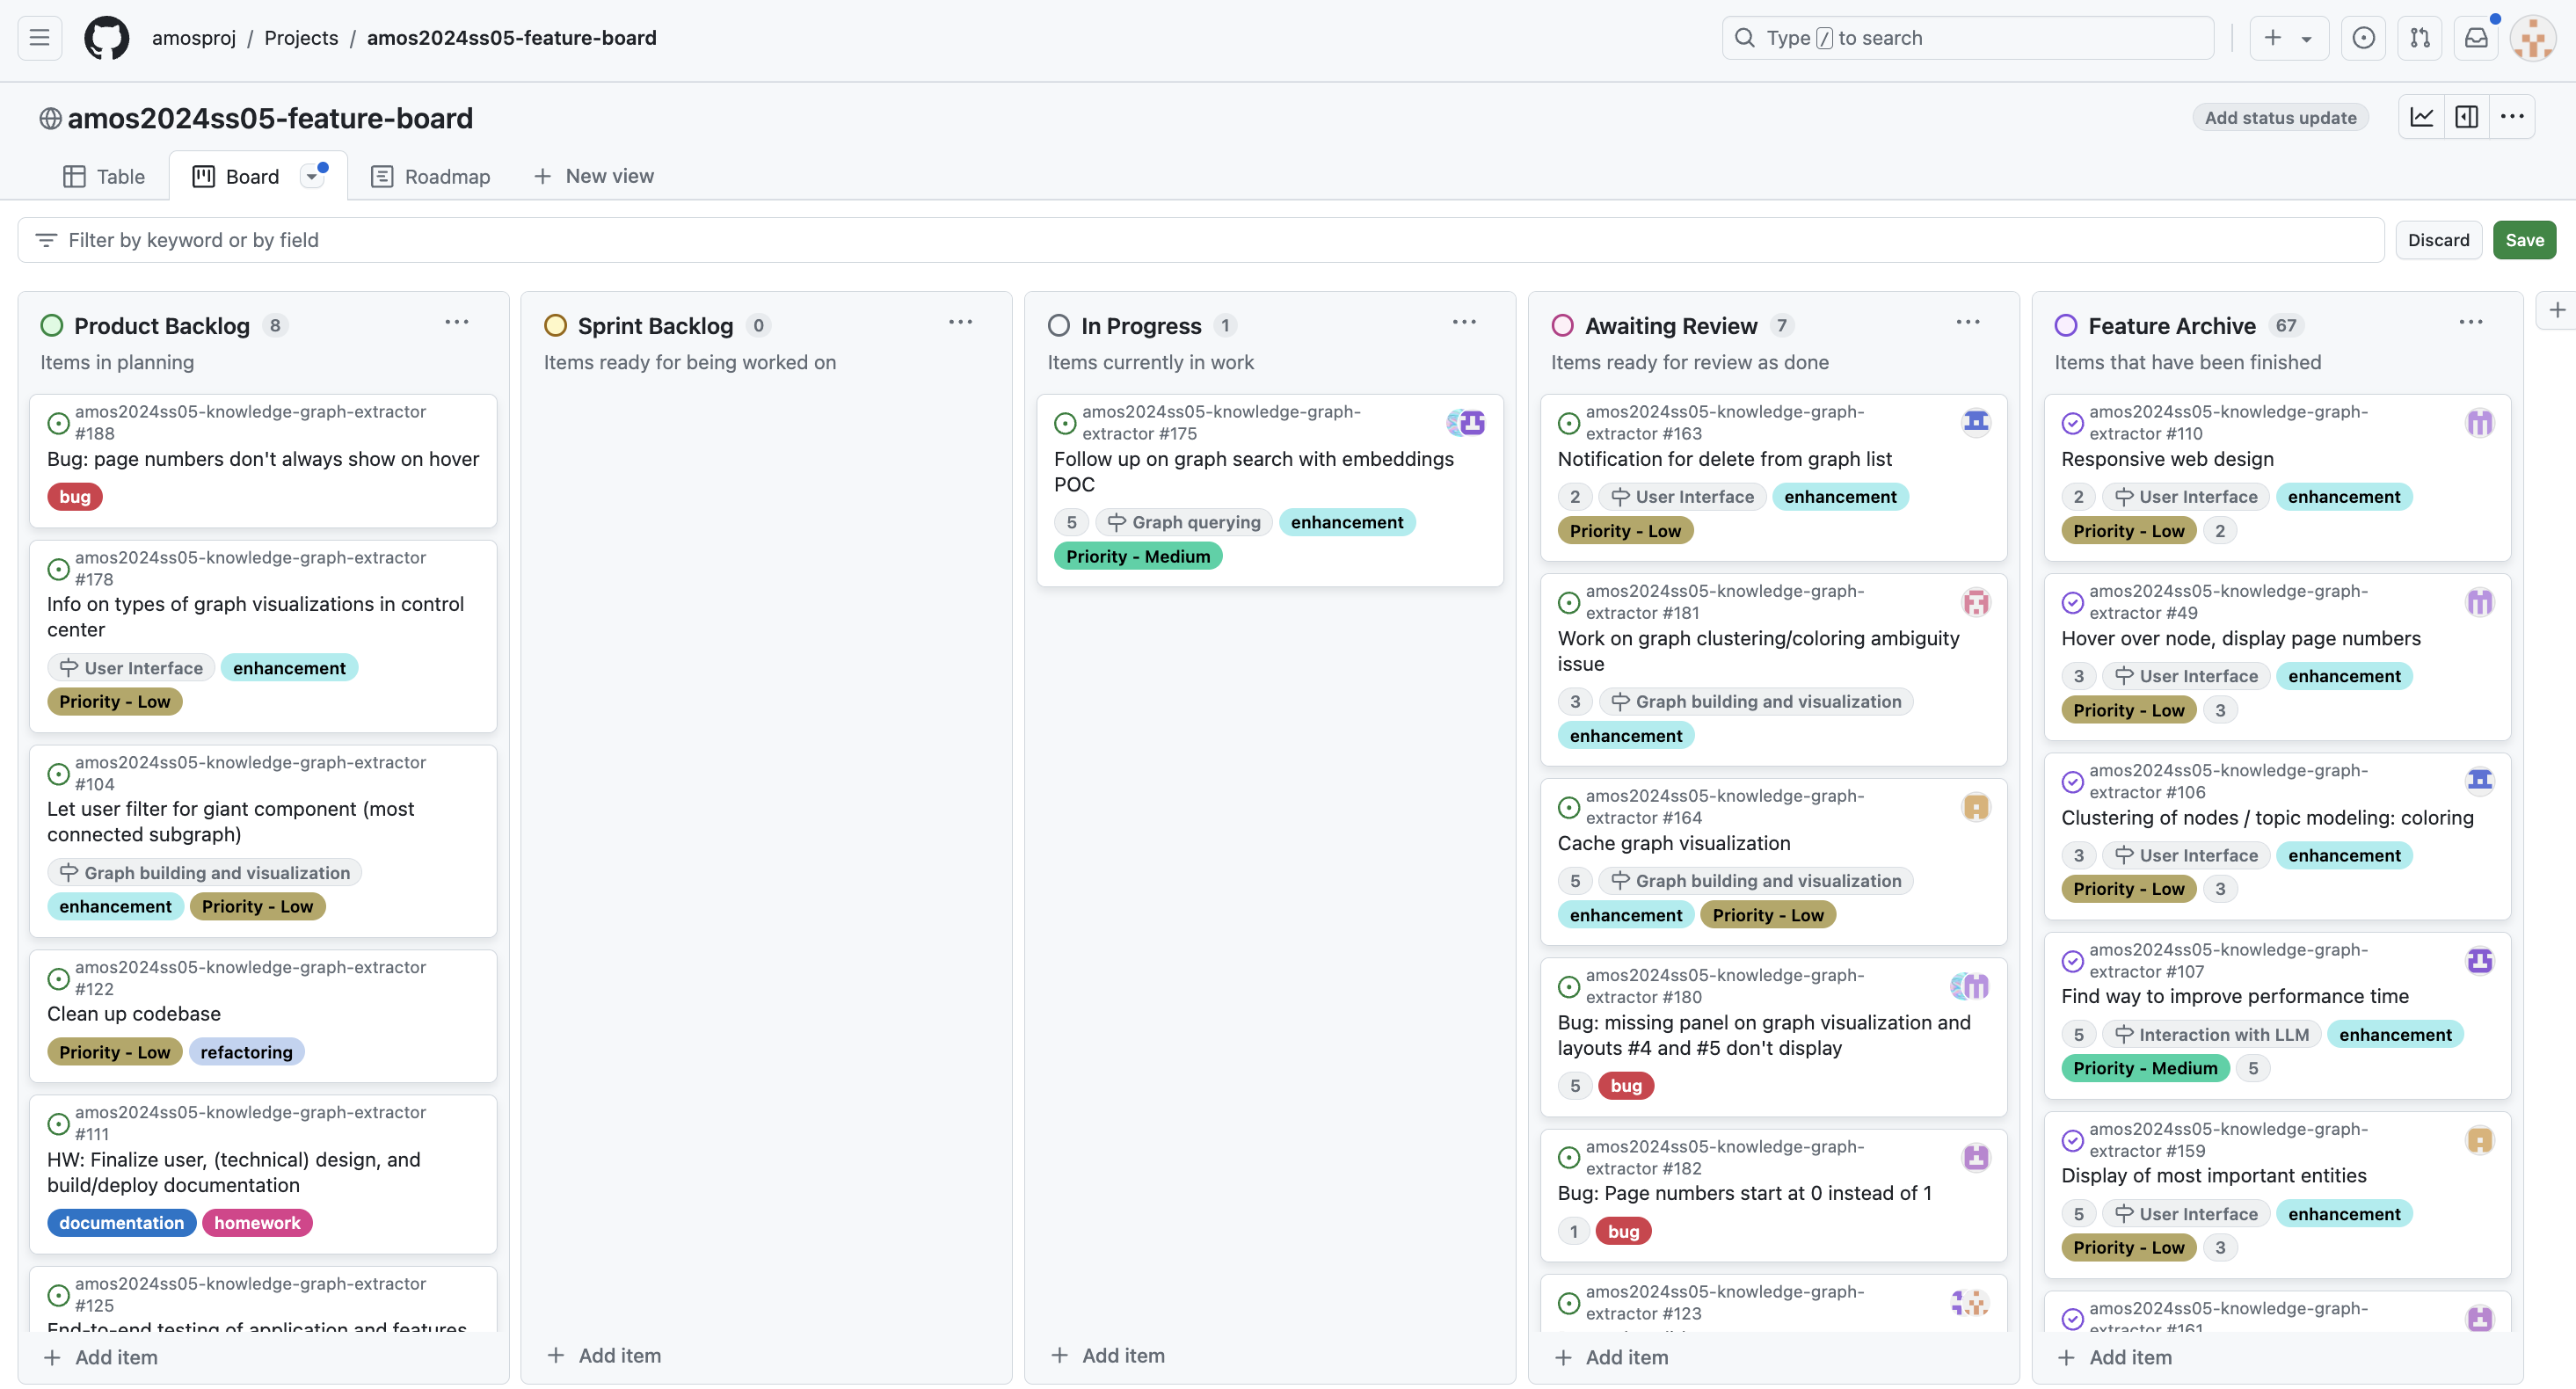 amosproj / Projects / amos2024ss05-feature-board
Type / to search
amos2024ss05-feature-board
Add status update
Table
Board
Roadmap
New view
Filter by keyword or by field
Discard
Save
Product Backlog 8
Items in planning
amos2024ss05-knowledge-graph-extractor
#188
Bug: page numbers don't always show on hover
bug
amos2024ss05-knowledge-graph-extractor
#178
Info on types of graph visualizations in control
center
User Interface enhancement
Priority - Low
amos2024ss05-knowledge-graph-extractor
#104
Let user filter for giant component (most
connected subgraph)
Graph building and visualization
enhancement Priority - Low
amos2024ss05-knowledge-graph-extractor
#122
Clean up codebase
Priority - Low refactoring
amos2024ss05-knowledge-graph-extractor
#111
HW: Finalize user, (technical) design, and
build/deploy documentation
documentation homework
amos2024ss05-knowledge-graph-extractor
#125
End-to-end testing of application and features
Add item
Sprint Backlog 0
Items ready for being worked on
Add item
In Progress 1
Items currently in work
amos2024ss05-knowledge-graph-
extractor #175
Follow up on graph search with embeddings
POC
5 Graph querying enhancement
Priority - Medium
Add item
Awaiting Review 7
Items ready for review as done
amos2024ss05-knowledge-graph-
extractor #163
Notification for delete from graph list
2 User Interface enhancement
Priority - Low
amos2024ss05-knowledge-graph-
extractor #181
Work on graph clustering/coloring ambiguity
issue
3 Graph building and visualization
enhancement
amos2024ss05-knowledge-graph-
extractor #164
Cache graph visualization
5 Graph building and visualization
enhancement Priority - Low
amos2024ss05-knowledge-graph-
extractor #180
Bug: missing panel on graph visualization and
layouts #4 and #5 don't display
5 bug
amos2024ss05-knowledge-graph-
extractor #182
Bug: Page numbers start at 0 instead of 1
1 bug
amos2024ss05-knowledge-graph-
extractor #123
Add item
Feature Archive 67
Items that have been finished
amos2024ss05-knowledge-graph-
extractor #110
Responsive web design
2 User Interface enhancement
Priority - Low 2
amos2024ss05-knowledge-graph-
extractor #49
Hover over node, display page numbers
3 User Interface enhancement
Priority - Low 3
amos2024ss05-knowledge-graph-
extractor #106
Clustering of nodes / topic modeling: coloring
3 User Interface enhancement
Priority - Low 3
amos2024ss05-knowledge-graph-
extractor #107
Find way to improve performance time
5 Interaction with LLM enhancement
Priority - Medium 5
amos2024ss05-knowledge-graph-
extractor #159
Display of most important entities
5 User Interface enhancement
Priority - Low 3
amos2024ss05-knowledge-graph-
extractor #161
Add item